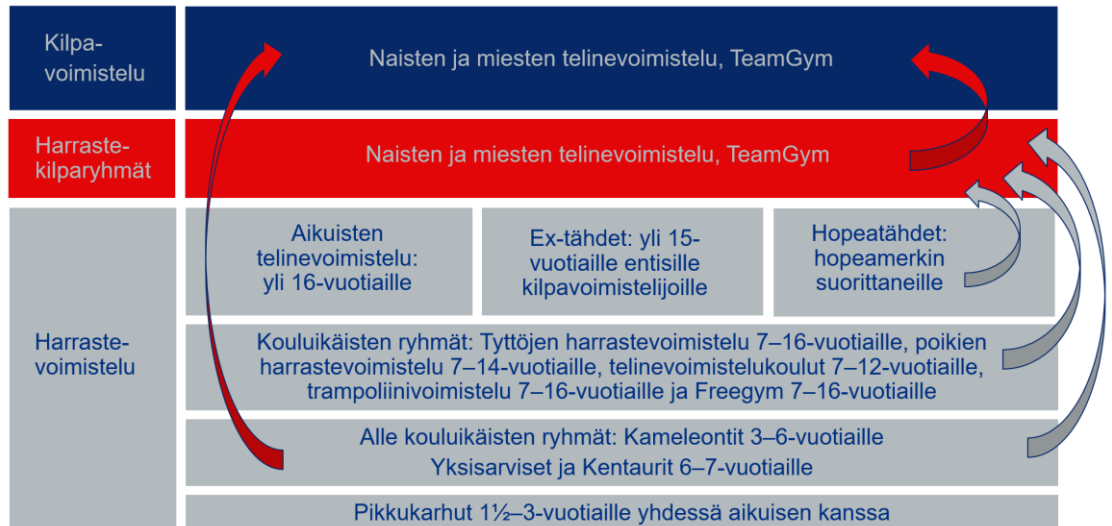 Kilpa-
voimistelu
Naisten ja miesten telinevoimistelu, TeamGym
Harraste-
kilparyhmät
Naisten ja miesten telinevoimistelu, TeamGym
Harraste-
voimistelu
Aikuisten
telinevoimistelu:
yli 16-vuotiaille
Ex-tähdet: yli 15-
vuotiaille entisille
kilpavoimistelijoille
Hopeatähdet:
hopeamerkin
suorittaneille
Kouluikäisten ryhmät: Tyttöjen harrastevoimistelu 7–16-vuotiaille, poikien
harrastevoimistelu 7–14-vuotiaille, telinevoimistelukoulut 7–12-vuotiaille,
trampoliinivoimistelu 7–16-vuotiaille ja Freegym 7–16-vuotiaille
Alle kouluikäisten ryhmät: Kameleontit 3–6-vuotiaille
Yksisarviset ja Kentaurit 6–7-vuotiaille
Pikkukarhut 1½–3-vuotiaille yhdessä aikuisen kanssa